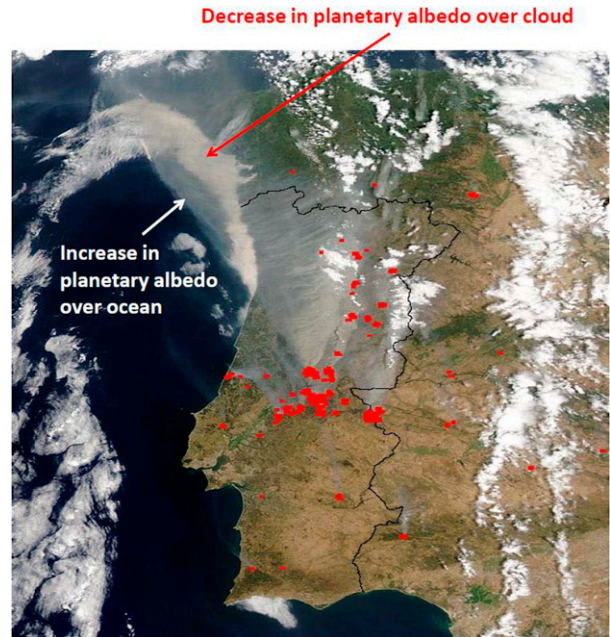 Decrease in planetary albedo over cloud
Increase in
planetary albedo
over ocean